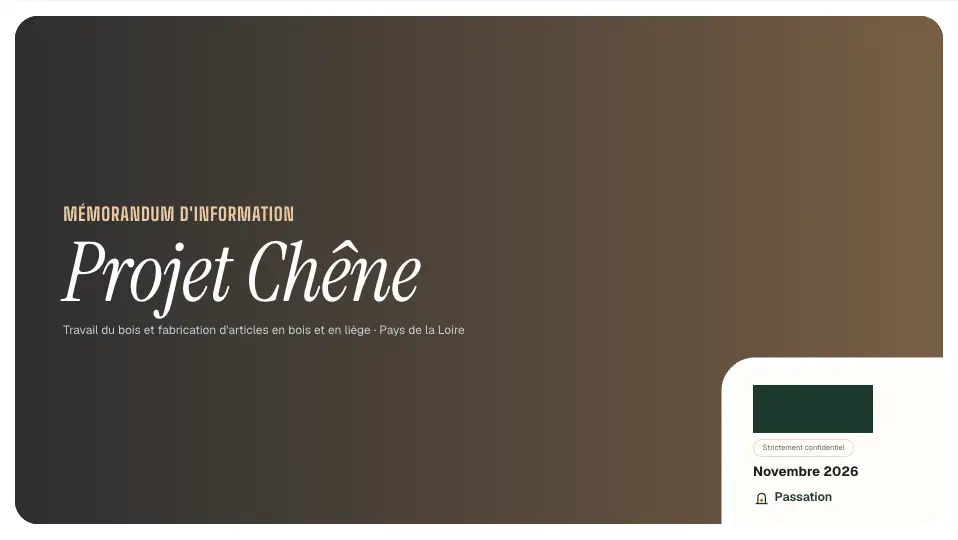 MÉMORANDUM D'INFORMATION
Projet Chêne
Travail du bois et fabrication d'articles en bois et en liège · Pays de la Loire
Strictement confidentiel
Novembre 2026
Passation